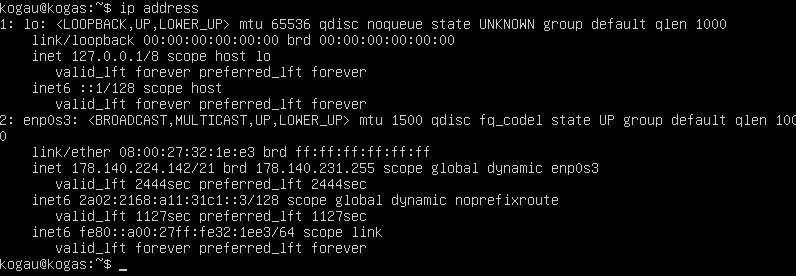 kogau@kogas:~$ ip address
1: lo: <LOOPBACK,UP,LOWER_UP> mtu 65536 qdisc noqueue state UNKNOWN group default qlen 1000
    link/loopback 00:00:00:00:00:00 brd 00:00:00:00:00:00
    inet 127.0.0.1/8 scope host lo
       valid_lft forever preferred_lft forever
    inet6 ::1/128 scope host
       valid_lft forever preferred_lft forever
2: enp0s3: <BROADCAST,MULTICAST,UP,LOWER_UP> mtu 1500 qdisc fq_codel state UP group default qlen 100
0
    link/ether 08:00:27:32:1e:e3 brd ff:ff:ff:ff:ff:ff
    inet 178.140.224.142/21 brd 178.140.231.255 scope global dynamic enp0s3
       valid_lft 2444sec preferred_lft 2444sec
    inet6 2a02:2168:a11:31c1::3/128 scope global dynamic noprefixroute
       valid_lft 1127sec preferred_lft 1127sec
    inet6 fe80::a00:27ff:fe32:1ee3/64 scope link
       valid_lft forever preferred_lft forever
kogau@kogas:~$ _